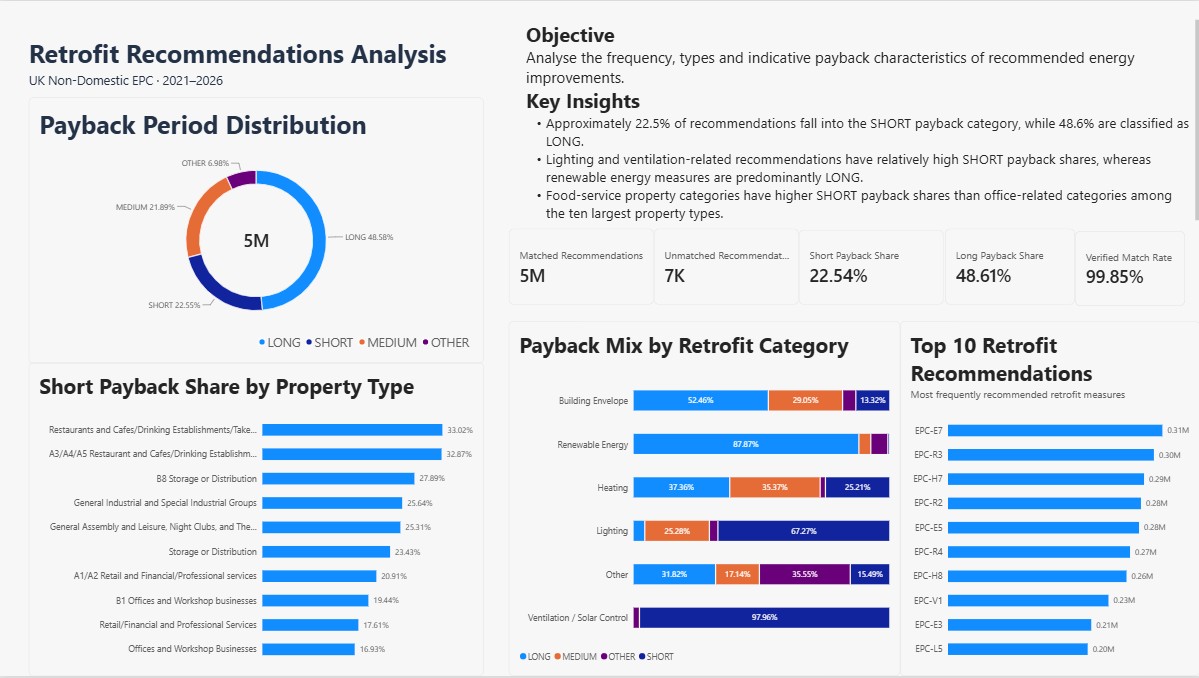 Retrofit Recommendations Analysis
UK Non-Domestic EPC · 2021–2026
Payback Period Distribution
OTHER 6.98%
MEDIUM 21.89%
5M
LONG 48.58%
SHORT 22.55%
LONG SHORT MEDIUM OTHER
Short Payback Share by Property Type
Restaurants and Cafes/Drinking Establishments/Take... 33.02%
A3/A4/A5 Restaurant and Cafes/Drinking Establishm... 32.87%
B8 Storage or Distribution 27.89%
General Industrial and Special Industrial Groups 25.64%
General Assembly and Leisure, Night Clubs, and The... 25.31%
Storage or Distribution 23.43%
A1/A2 Retail and Financial/Professional services 20.91%
B1 Offices and Workshop businesses 19.44%
Retail/Financial and Professional Services 17.61%
Offices and Workshop Businesses 16.93%
Objective
Analyse the frequency, types and indicative payback characteristics of recommended energy
improvements.
Key Insights
• Approximately 22.5% of recommendations fall into the SHORT payback category, while 48.6% are classified as
LONG.
• Lighting and ventilation-related recommendations have relatively high SHORT payback shares, whereas
renewable energy measures are predominantly LONG.
• Food-service property categories have higher SHORT payback shares than office-related categories among
the ten largest property types.
Matched Recommendations
5M
Unmatched Recommendat...
7K
Short Payback Share
22.54%
Long Payback Share
48.61%
Verified Match Rate
99.85%
Payback Mix by Retrofit Category
Building Envelope 52.46% 29.05% 13.32%
Renewable Energy 87.87%
Heating 37.36% 35.37% 25.21%
Lighting 25.28% 67.27%
Other 31.82% 17.14% 35.55% 15.49%
Ventilation / Solar Control 97.96%
LONG MEDIUM OTHER SHORT
Top 10 Retrofit
Recommendations
Most frequently recommended retrofit measures
EPC-E7 0.31M
EPC-R3 0.30M
EPC-H7 0.29M
EPC-R2 0.28M
EPC-E5 0.28M
EPC-R4 0.27M
EPC-H8 0.26M
EPC-V1 0.23M
EPC-E3 0.21M
EPC-L5 0.20M